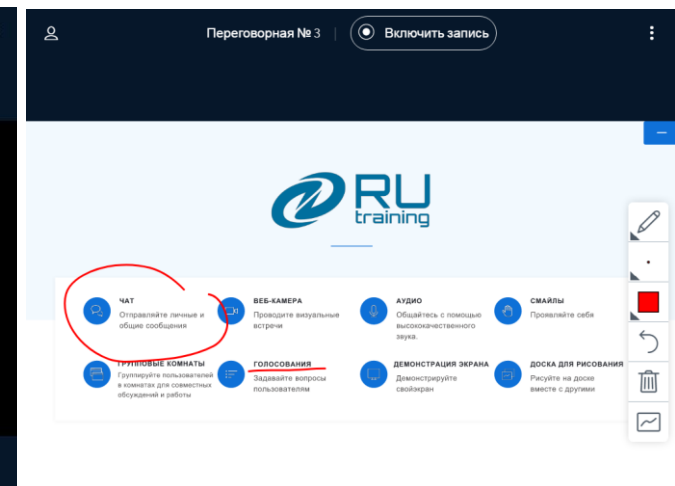 Переговорная № 3
Включить запись
RU
training
ЧАТ
Отправляйте личные и
общие сообщения
ВЕБ-КАМЕРА
Проводите визуальные
встречи
АУДИО
Общайтесь с помощью
высококачественного
звука.
СМАЙЛЫ
Проявляйте себя
ГРУППОВЫЕ КОМНАТЫ
Группируйте пользователей
в комнатах для совместных
обсуждений и работы
ГОЛОСОВАНИЯ
Задавайте вопросы
пользователям
ДЕМОНСТРАЦИЯ ЭКРАНА
Демонстрируйте
свойэкран
ДОСКА ДЛЯ РИСОВАНИЯ
Рисуйте на доске
вместе с другими